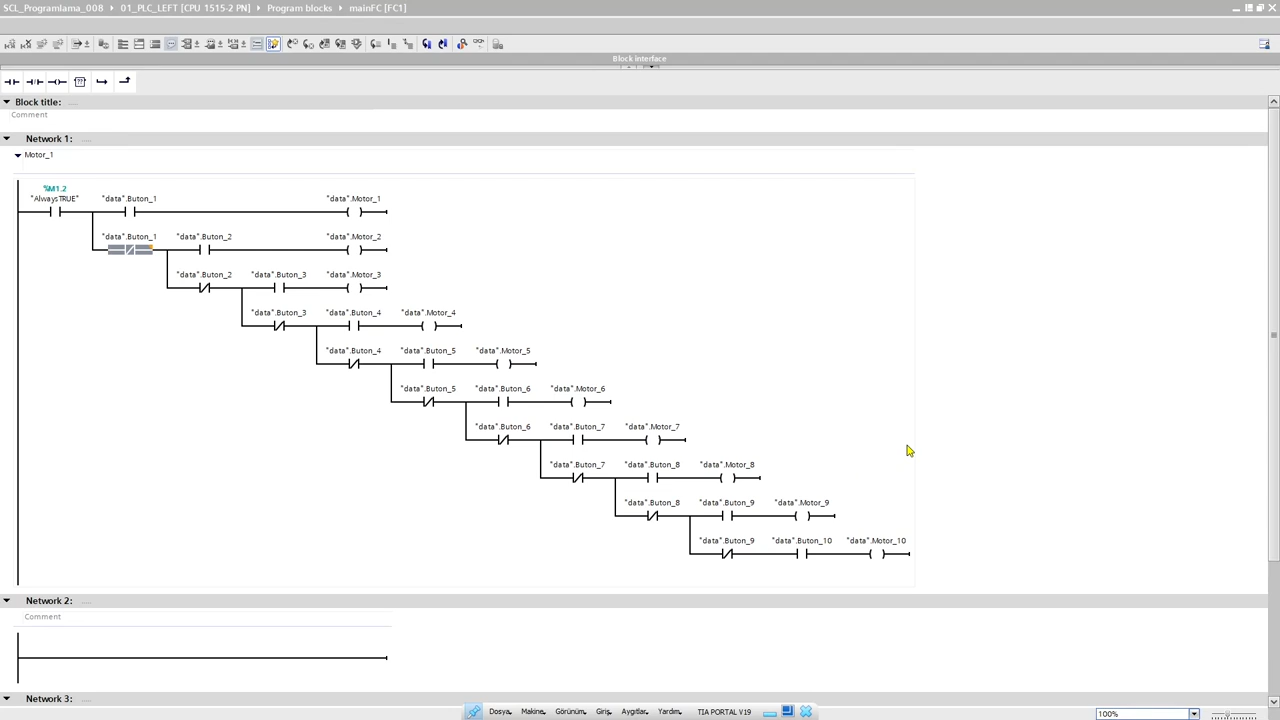 SCL_Programlama_008 ▸ 01_PLC_LEFT [CPU 1515-2 PN] ▸ Program blocks ▸ mainFC [FC1]
Block interface
Block title: .....
Comment
Network 1: .....
Motor_1
%M1.2
"AlwaysTRUE" "data".Buton_1 "data".Motor_1
"data".Buton_1 "data".Buton_2 "data".Motor_2
"data".Buton_2 "data".Buton_3 "data".Motor_3
"data".Buton_3 "data".Buton_4 "data".Motor_4
"data".Buton_4 "data".Buton_5 "data".Motor_5
"data".Buton_5 "data".Buton_6 "data".Motor_6
"data".Buton_6 "data".Buton_7 "data".Motor_7
"data".Buton_7 "data".Buton_8 "data".Motor_8
"data".Buton_8 "data".Buton_9 "data".Motor_9
"data".Buton_9 "data".Buton_10 "data".Motor_10
Network 2: .....
Comment
Network 3: .....
Dosya Makine Görünüm Giriş Aygıtlar Yardım TIA PORTAL V19
100%